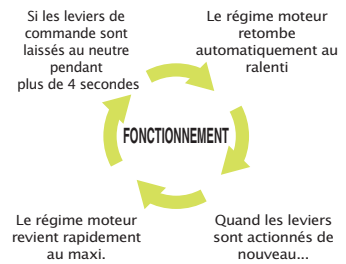 Si les leviers de
commande sont
laissés au neutre
pendant
plus de 4 secondes
Le régime moteur
retombe
automatiquement au
ralenti
FONCTIONNEMENT
Quand les leviers
sont actionnés de
nouveau...
Le régime moteur
revient rapidement
au maxi.